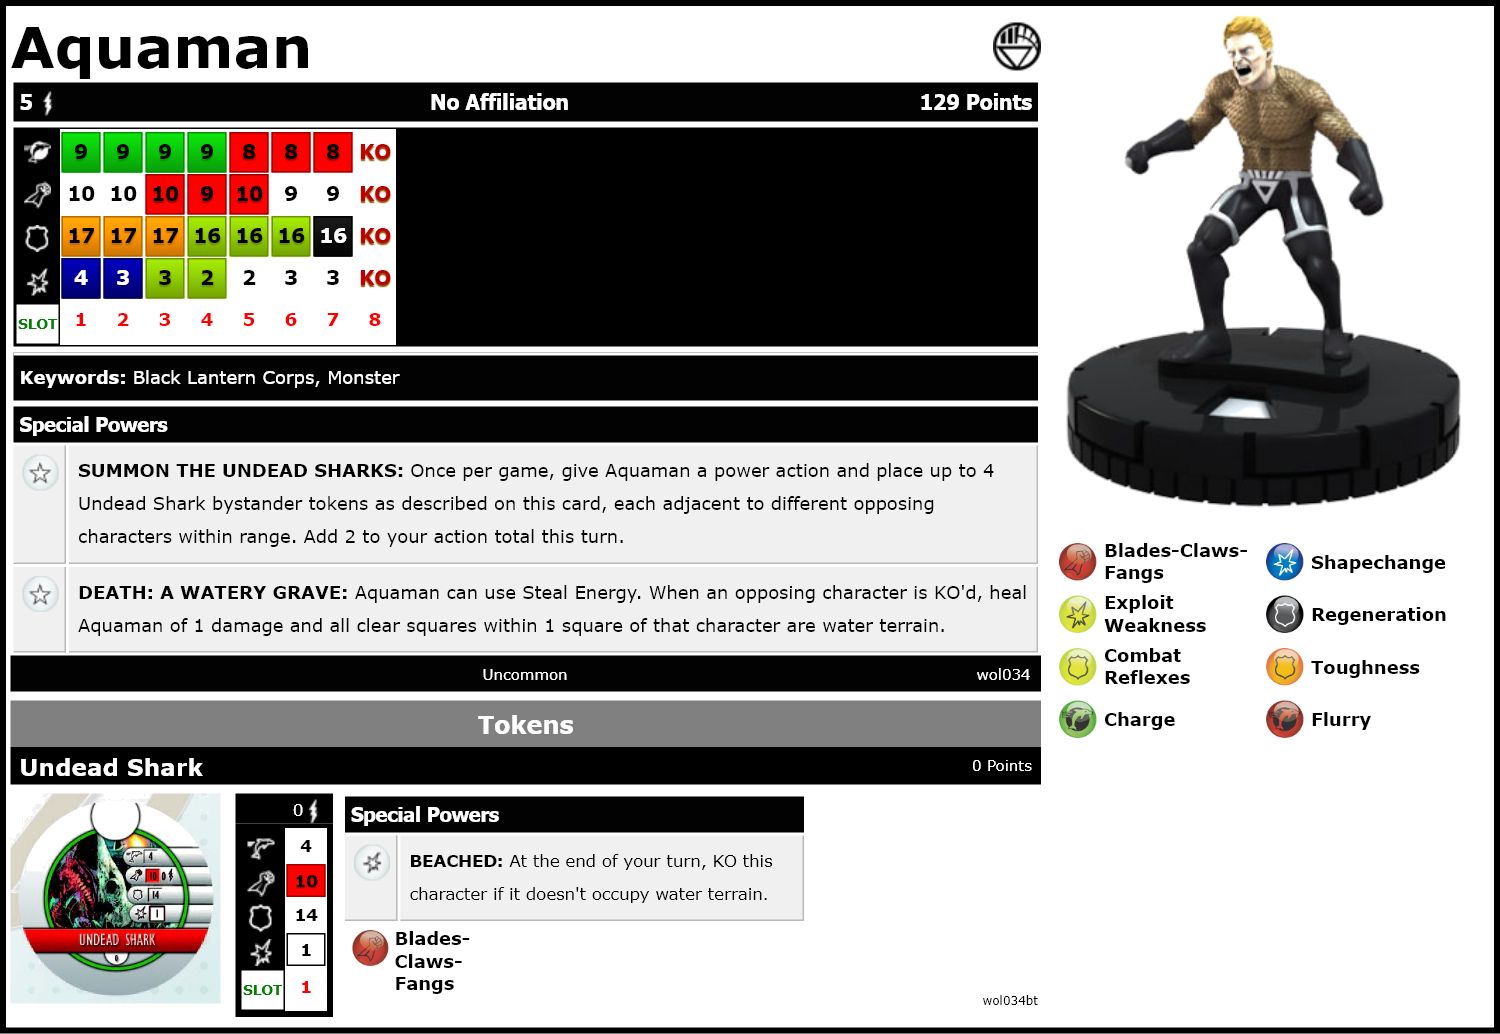 Aquaman
5 No Affiliation 129 Points
9 9 9 9 8 8 8 KO
10 10 10 9 10 9 9 KO
17 17 17 16 16 16 16 KO
4 3 3 2 2 3 3 KO
SLOT 1 2 3 4 5 6 7 8
Keywords: Black Lantern Corps, Monster
Special Powers
SUMMON THE UNDEAD SHARKS: Once per game, give Aquaman a power action and place up to 4
Undead Shark bystander tokens as described on this card, each adjacent to different opposing
characters within range. Add 2 to your action total this turn.
DEATH: A WATERY GRAVE: Aquaman can use Steal Energy. When an opposing character is KO'd, heal
Aquaman of 1 damage and all clear squares within 1 square of that character are water terrain.
Uncommon wol034
Blades-Claws-
Fangs
Shapechange
Exploit
Weakness
Regeneration
Combat
Reflexes
Toughness
Charge
Flurry
Tokens
Undead Shark 0 Points
4
10 0
14
1
UNDEAD SHARK
0
0
4
10
14
1
SLOT 1
Special Powers
BEACHED: At the end of your turn, KO this
character if it doesn't occupy water terrain.
Blades-
Claws-
Fangs
wol034bt